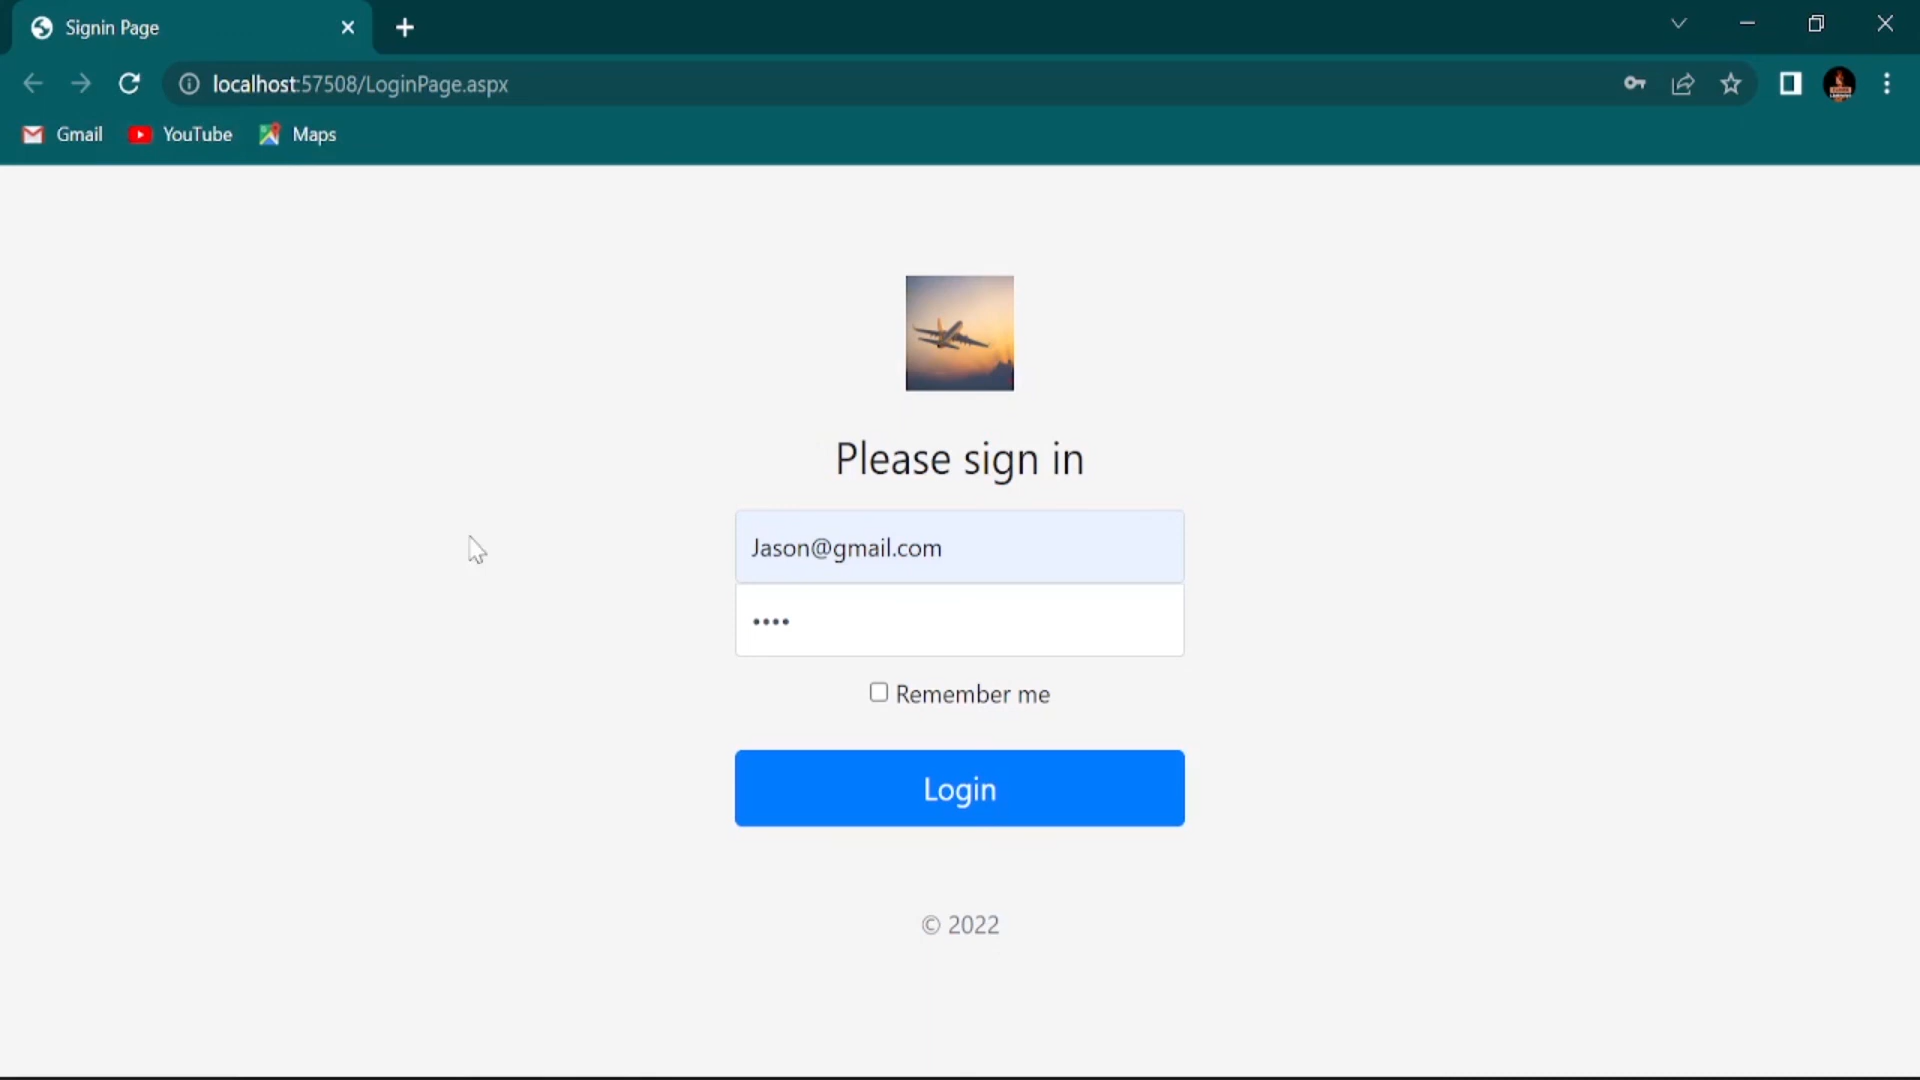 Signin Page
localhost:57508/LoginPage.aspx
Gmail YouTube Maps
Please sign in
Jason@gmail.com
••••
Remember me
Login
© 2022